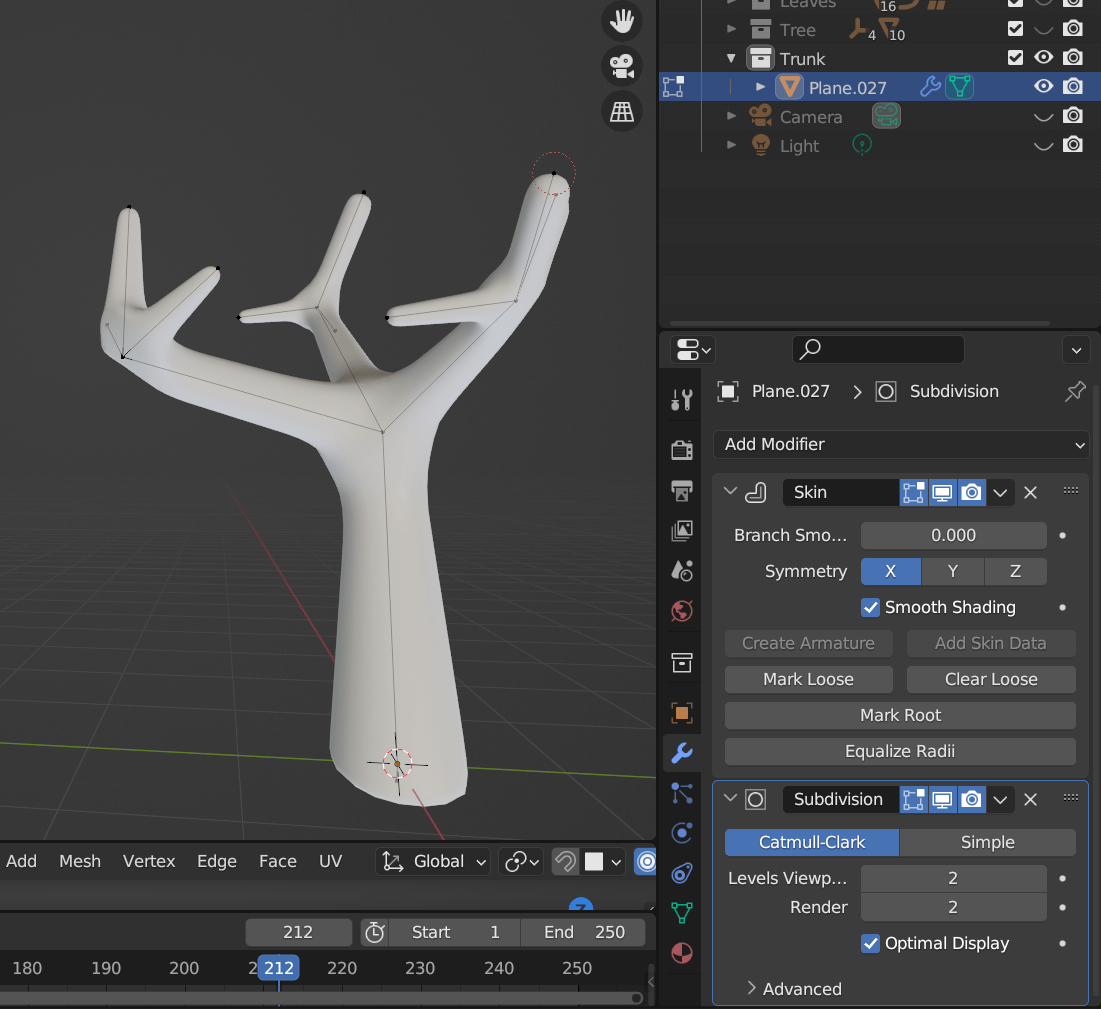 Leaves 16
Tree 4 10
Trunk
Plane.027
Camera
Light
Plane.027 > Subdivision
Add Modifier
Skin
Branch Smo... 0.000
Symmetry X Y Z
Smooth Shading
Create Armature Add Skin Data
Mark Loose Clear Loose
Mark Root
Equalize Radii
Subdivision
Catmull-Clark Simple
Levels Viewp... 2
Render 2
Optimal Display
Advanced
Add Mesh Vertex Edge Face UV Global
Z
212 Start 1 End 250
180 190 200 212 220 230 240 250